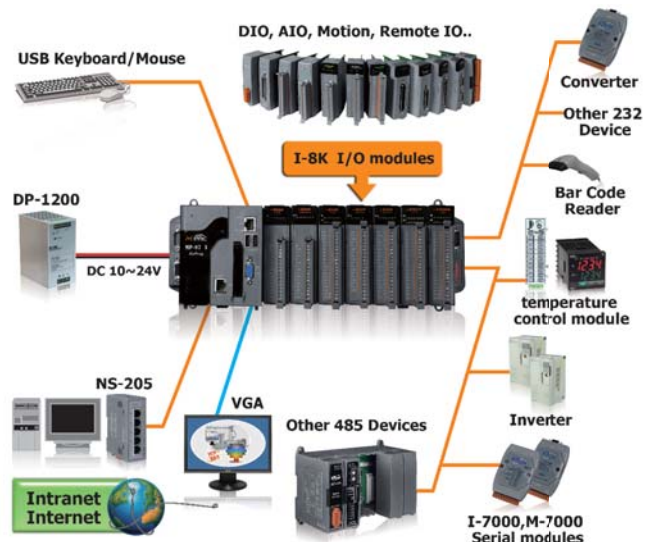 DIO, AIO, Motion, Remote IO..
USB Keyboard/Mouse
Converter
Other 232
Device
I-8K I/O modules
Bar Code
Reader
DP-1200
DC 10~24V
1234
temperature
control module
NS-205
VGA
Other 485 Devices
Inverter
Intranet
Internet
I-7000,M-7000
Serial modules